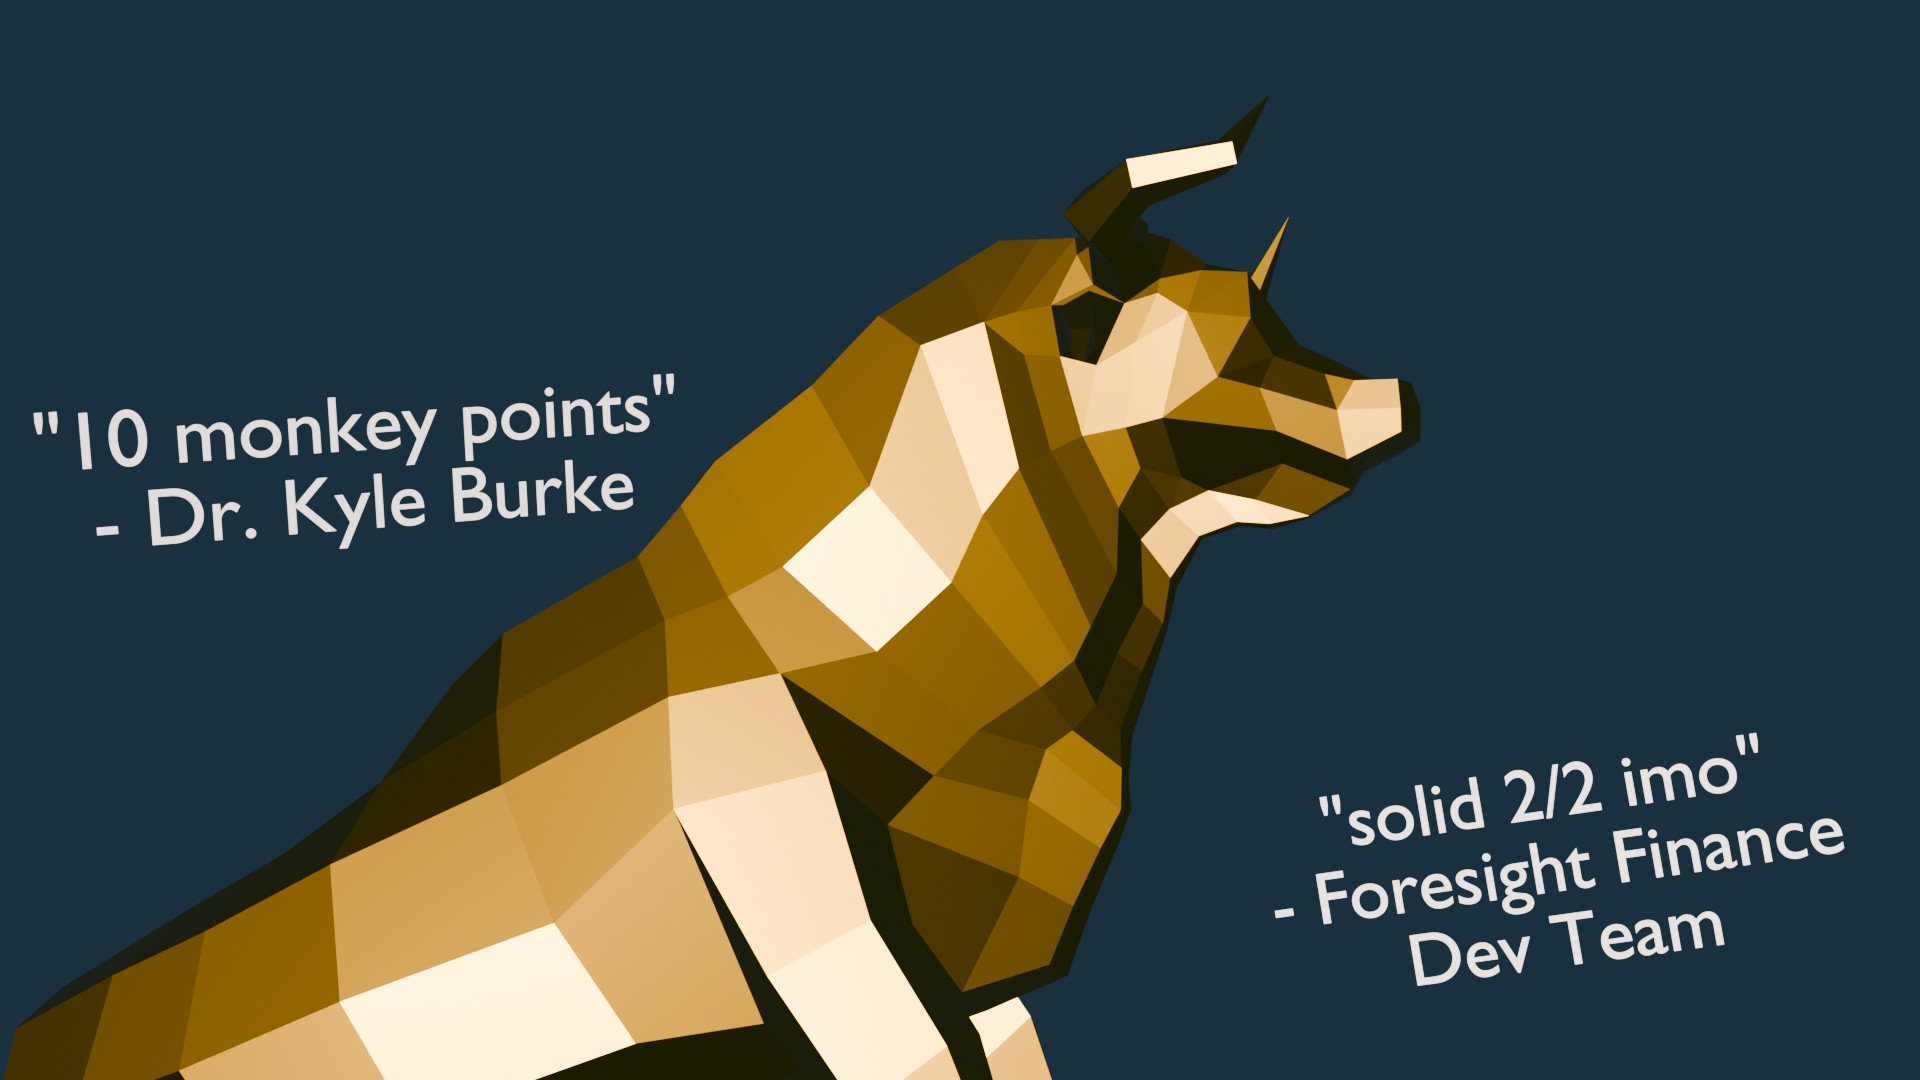 "10 monkey points"
- Dr. Kyle Burke
"solid 2/2 imo"
- Foresight Finance
Dev Team